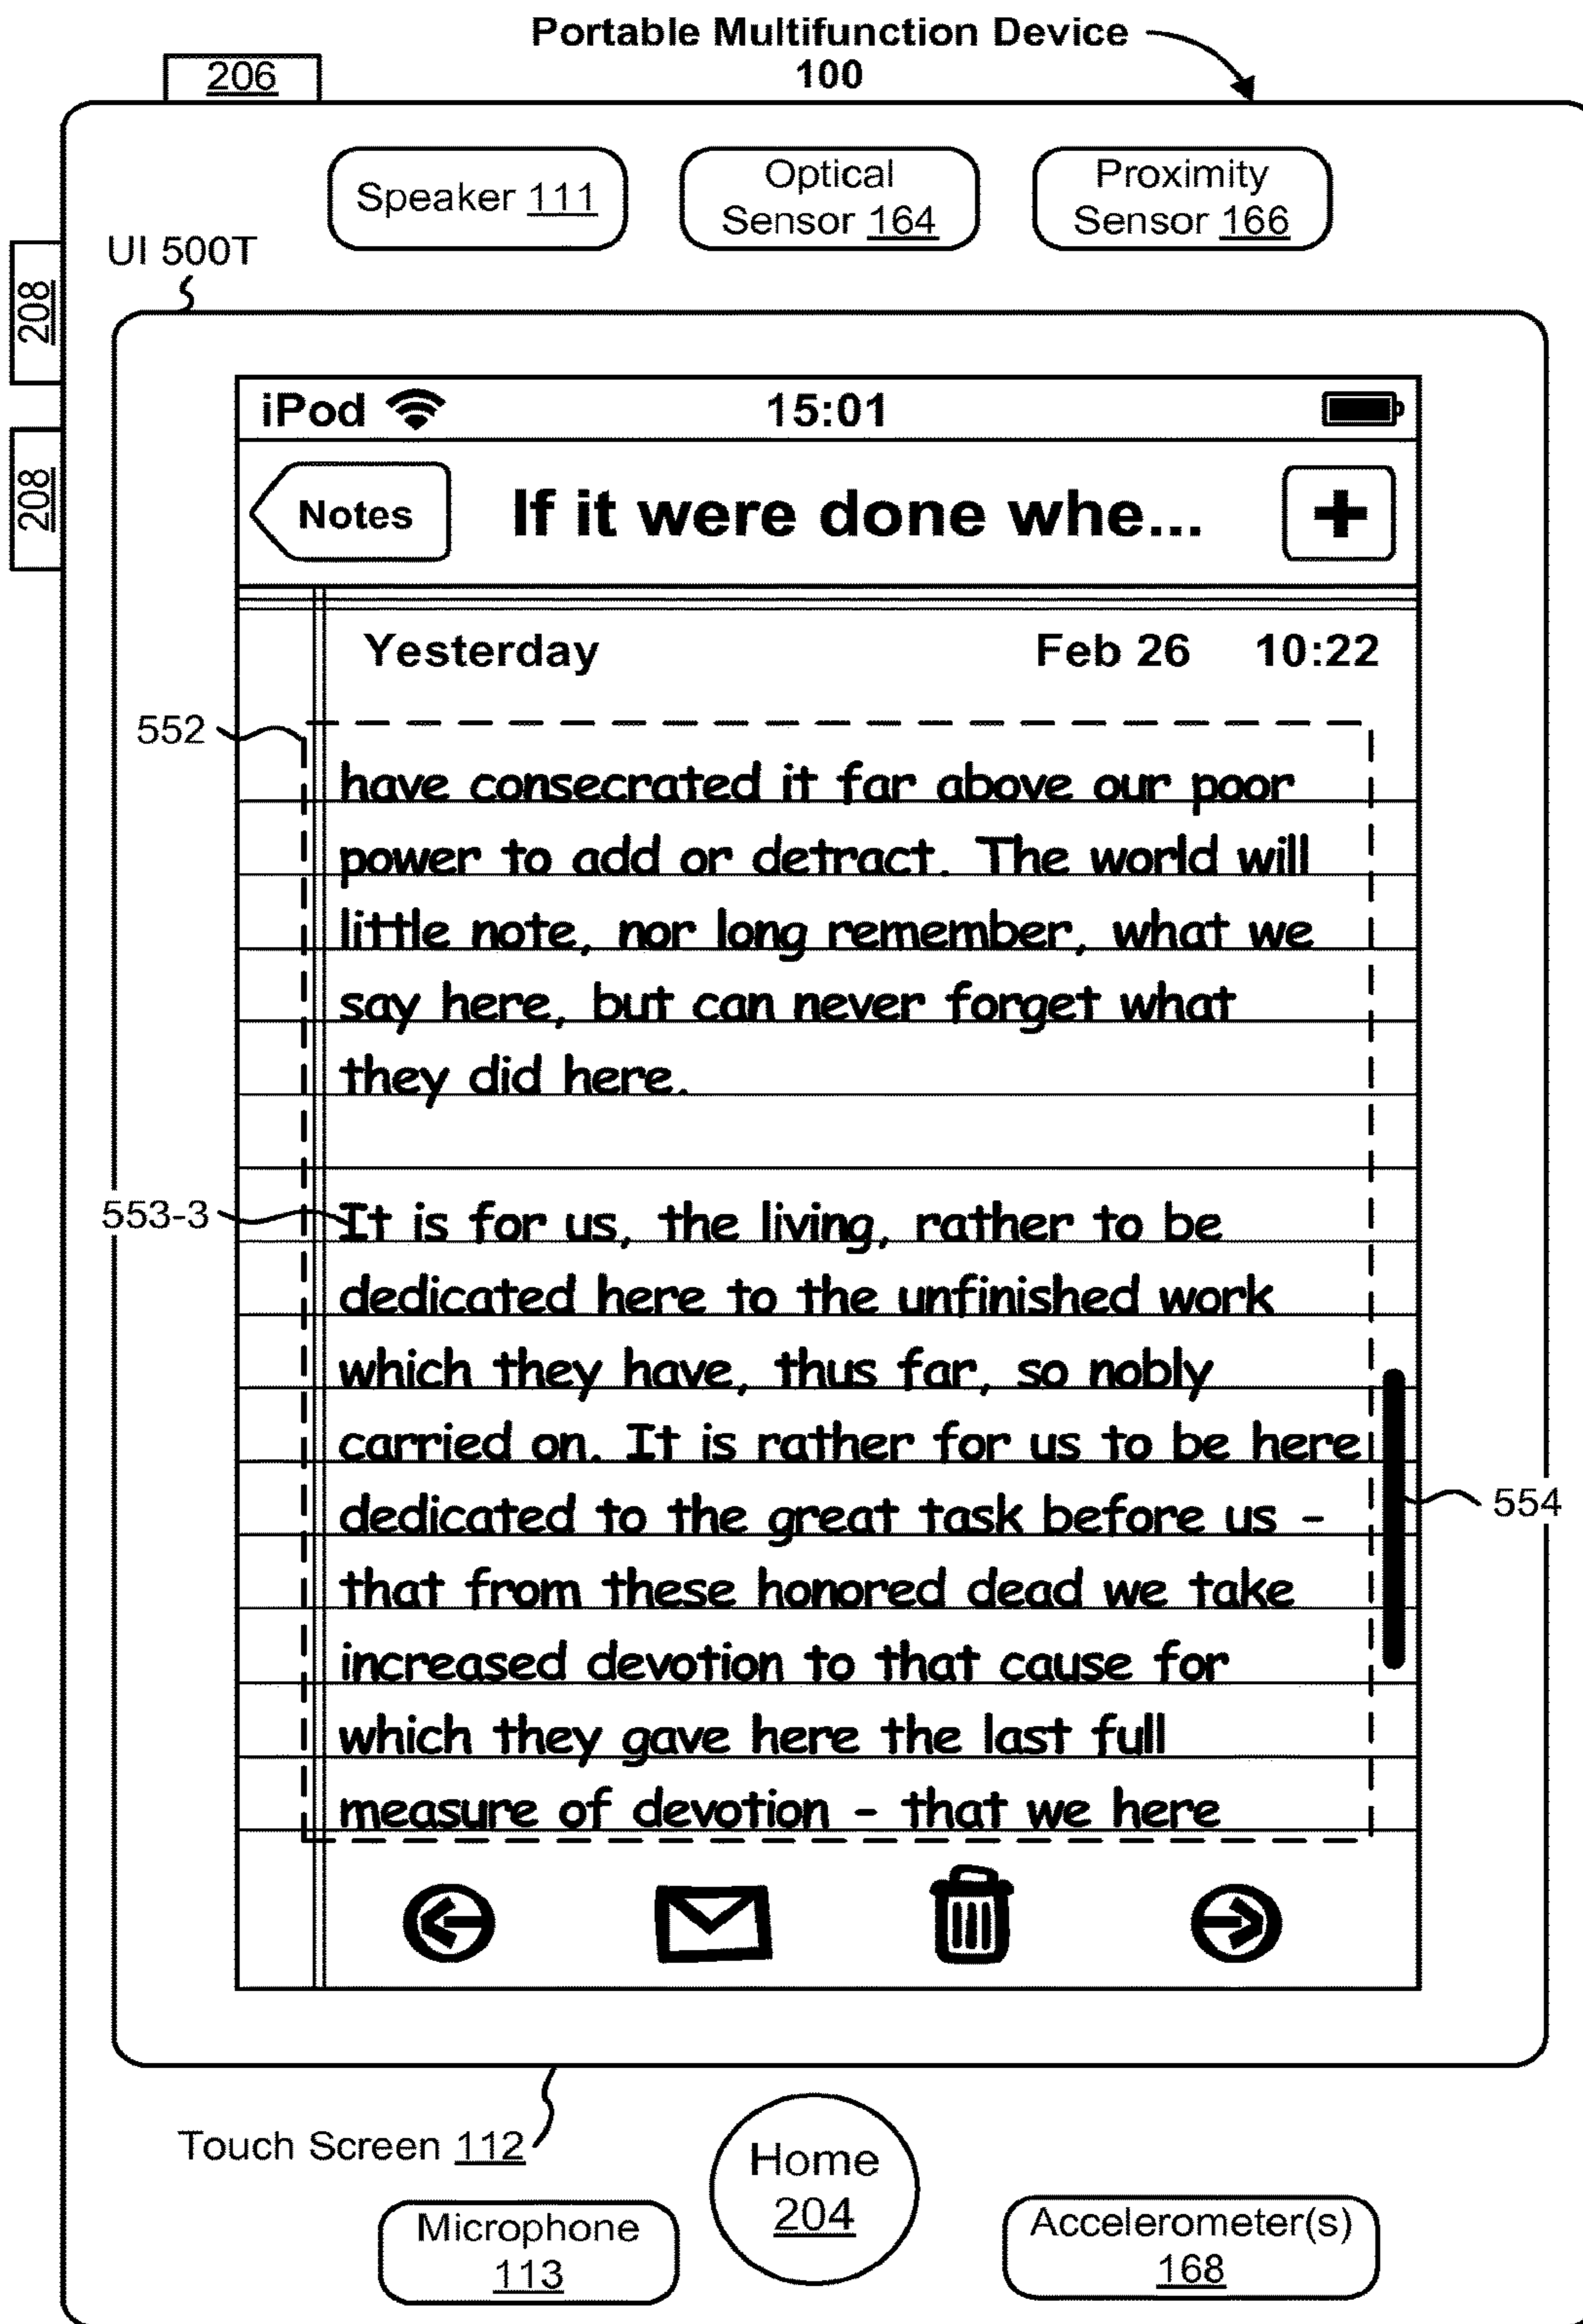 Portable Multifunction Device
100
206
Speaker 111
Optical
Sensor 164
Proximity
Sensor 166
UI 500T
208
208
iPod 15:01
Notes If it were done whe... +
Yesterday Feb 26 10:22
552
have consecrated it far above our poor
power to add or detract. The world will
little note, nor long remember, what we
say here, but can never forget what
they did here.
553-3
It is for us, the living, rather to be
dedicated here to the unfinished work
which they have, thus far, so nobly
carried on. It is rather for us to be here
dedicated to the great task before us -
that from these honored dead we take
increased devotion to that cause for
which they gave here the last full
measure of devotion - that we here
554
Touch Screen 112
Home
204
Microphone
113
Accelerometer(s)
168